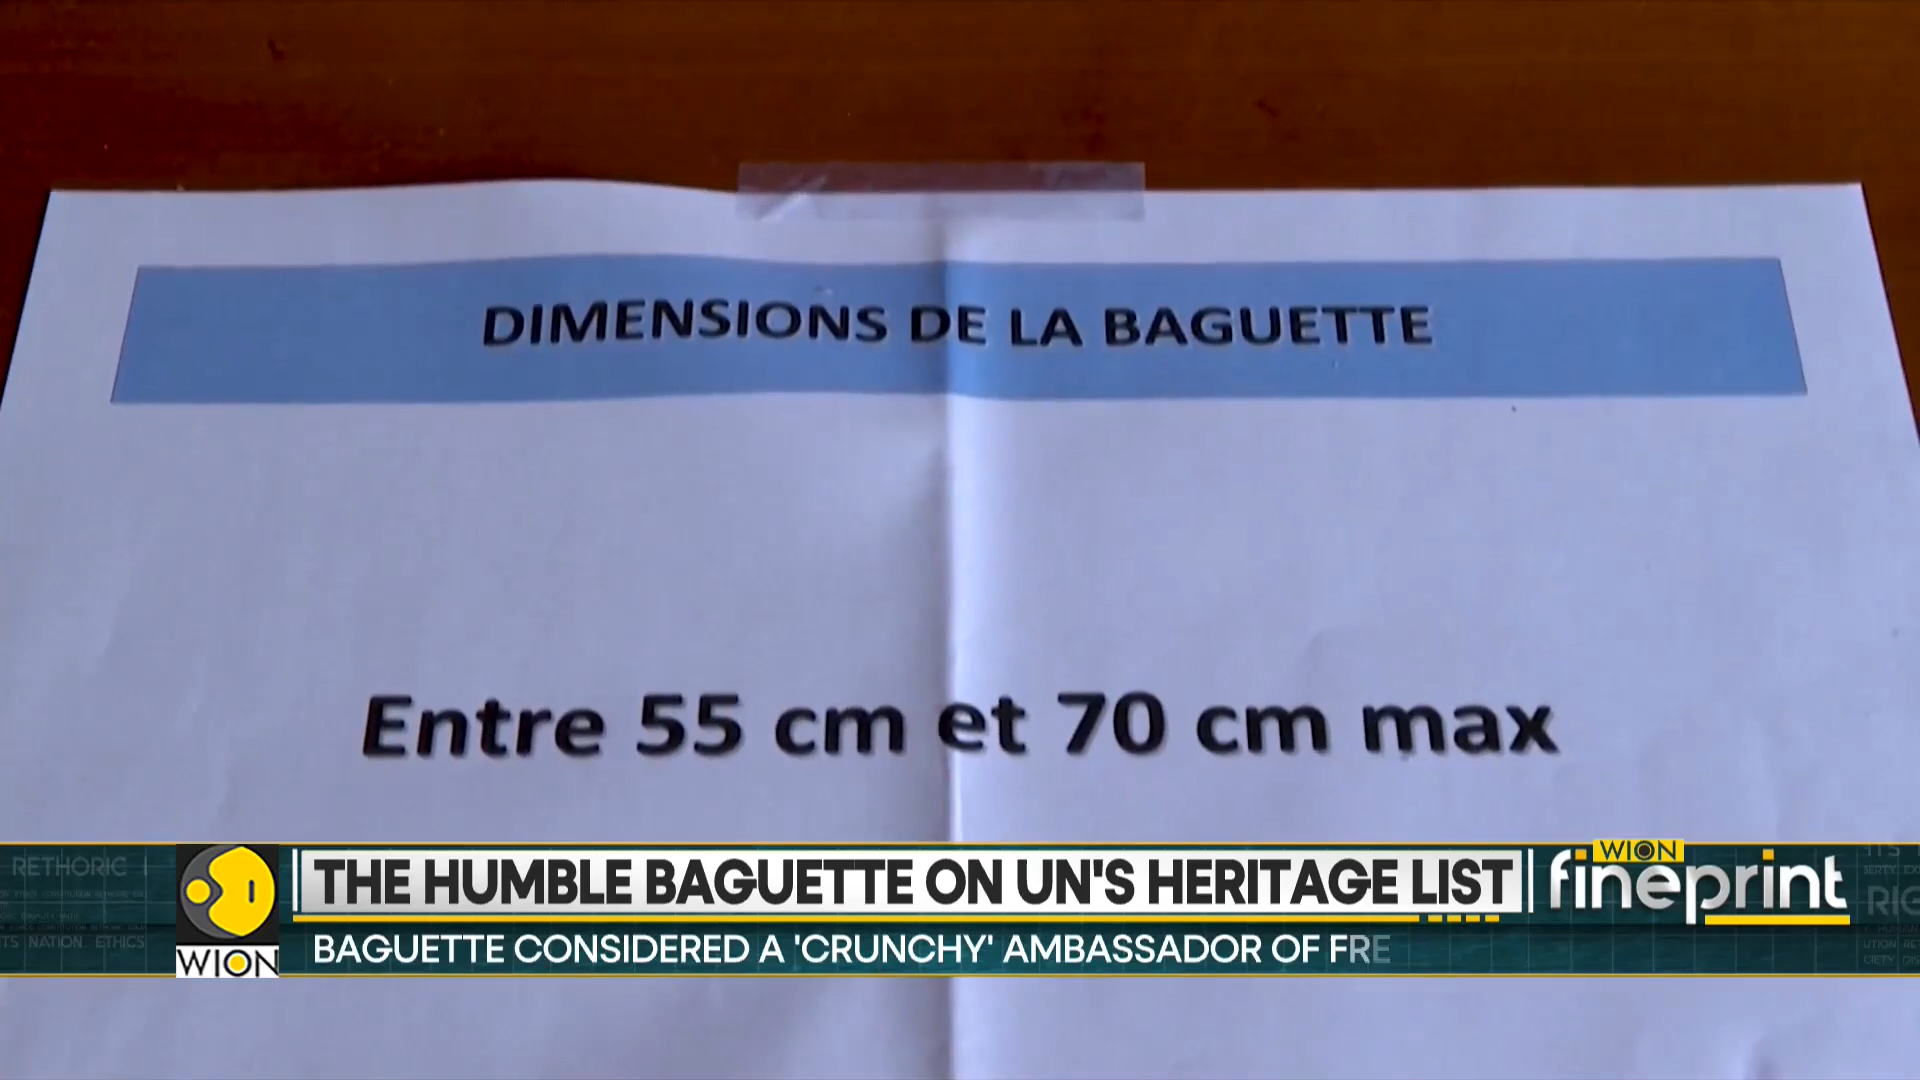 DIMENSIONS DE LA BAGUETTE
Entre 55 cm et 70 cm max
RETHORIC
TS NATION ETHICS
WION
THE HUMBLE BAGUETTE ON UN'S HERITAGE LIST
BAGUETTE CONSIDERED A 'CRUNCHY' AMBASSADOR OF FRE
WION
fineprint